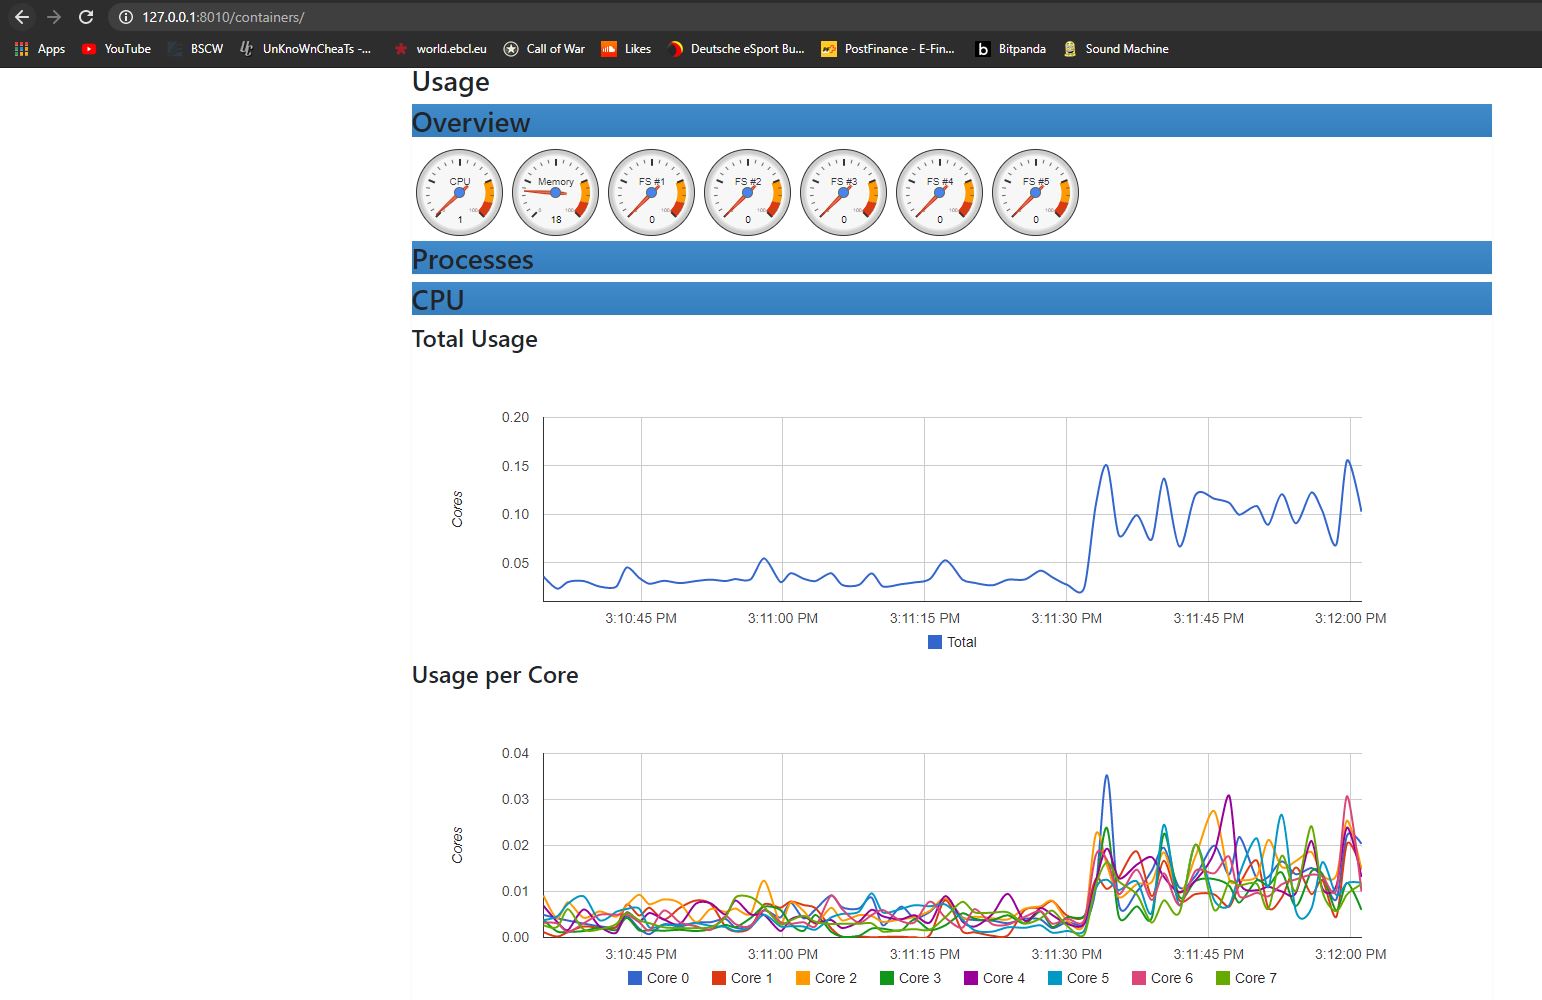 127.0.0.1:8010/containers/
Apps YouTube BSCW UnKnoWnCheaTs -... world.ebcl.eu Call of War Likes Deutsche eSport Bu... PostFinance - E-Fin... Bitpanda Sound Machine
Usage
Overview
CPU Memory FS #1 FS #2 FS #3 FS #4 FS #5
100 100 100 100 100 100
1 18 0 0 0 0 0
Processes
CPU
Total Usage
0.20
0.15
0.10
0.05
Cores
3:10:45 PM 3:11:00 PM 3:11:15 PM 3:11:30 PM 3:11:45 PM 3:12:00 PM
Total
Usage per Core
0.04
0.03
0.02
0.01
0.00
Cores
3:10:45 PM 3:11:00 PM 3:11:15 PM 3:11:30 PM 3:11:45 PM 3:12:00 PM
Core 0 Core 1 Core 2 Core 3 Core 4 Core 5 Core 6 Core 7